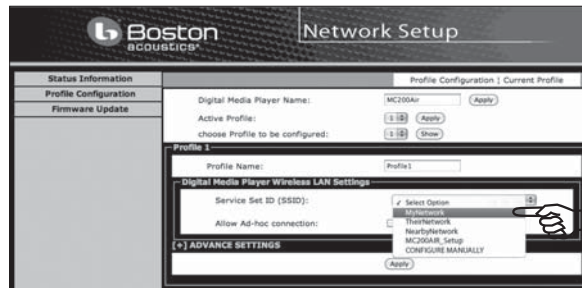 Boston
acoustics®
Network Setup
Status Information
Profile Configuration
Firmware Update
Profile Configuration | Current Profile
Digital Media Player Name: MC200Air Apply
Active Profile: 1 Apply
choose Profile to be configured: 1 Show
Profile 1
Profile Name: Profile1
Digital Media Player Wireless LAN Settings
Service Set ID (SSID): ✓ Select Option
MyNetwork
TheirNetwork
Allow Ad-hoc connection: NearbyNetwork
MC200AIR_Setup
CONFIGURE MANUALLY
[+] ADVANCE SETTINGS
Apply